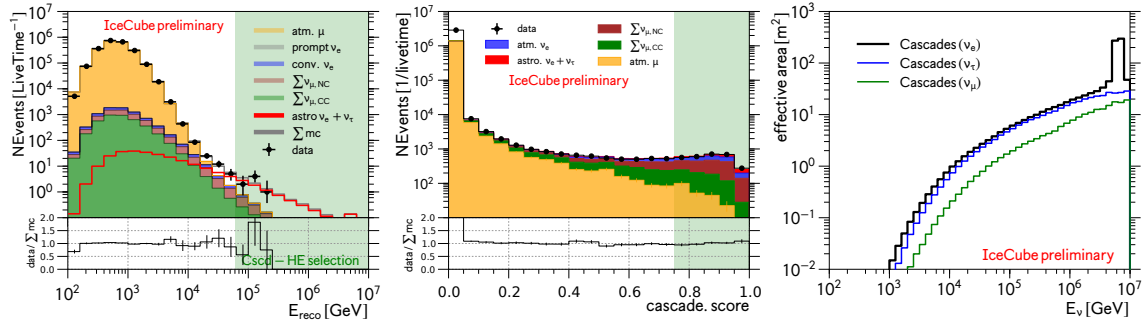 IceCube preliminary
atm. μ
prompt νe
conv. νe
∑νμ,NC
∑νμ,CC
astro νe + ντ
∑mc
data
NEvents [LiveTime⁻¹]
10⁷
10⁶
10⁵
10⁴
10³
10²
10¹
10⁰
data/∑mc
2.0
1.5
1.0
0.5
0.0
Cscd − HE selection
10² 10³ 10⁴ 10⁵ 10⁶ 10⁷
E_reco [GeV]
data
atm. νe
astro. νe + ντ
∑νμ,NC
∑νμ,CC
atm. μ
IceCube preliminary
NEvents [1/livetime]
10⁷
10⁶
10⁵
10⁴
10³
10²
data/∑mc
2.0
1.5
1.0
0.5
0.0
0.0 0.2 0.4 0.6 0.8 1.0
cascade. score
Cascades (νe)
Cascades (ντ)
Cascades (νμ)
effective area [m²]
10³
10²
10¹
10⁰
10⁻¹
10⁻²
IceCube preliminary
10² 10³ 10⁴ 10⁵ 10⁶ 10⁷
Eν [GeV]